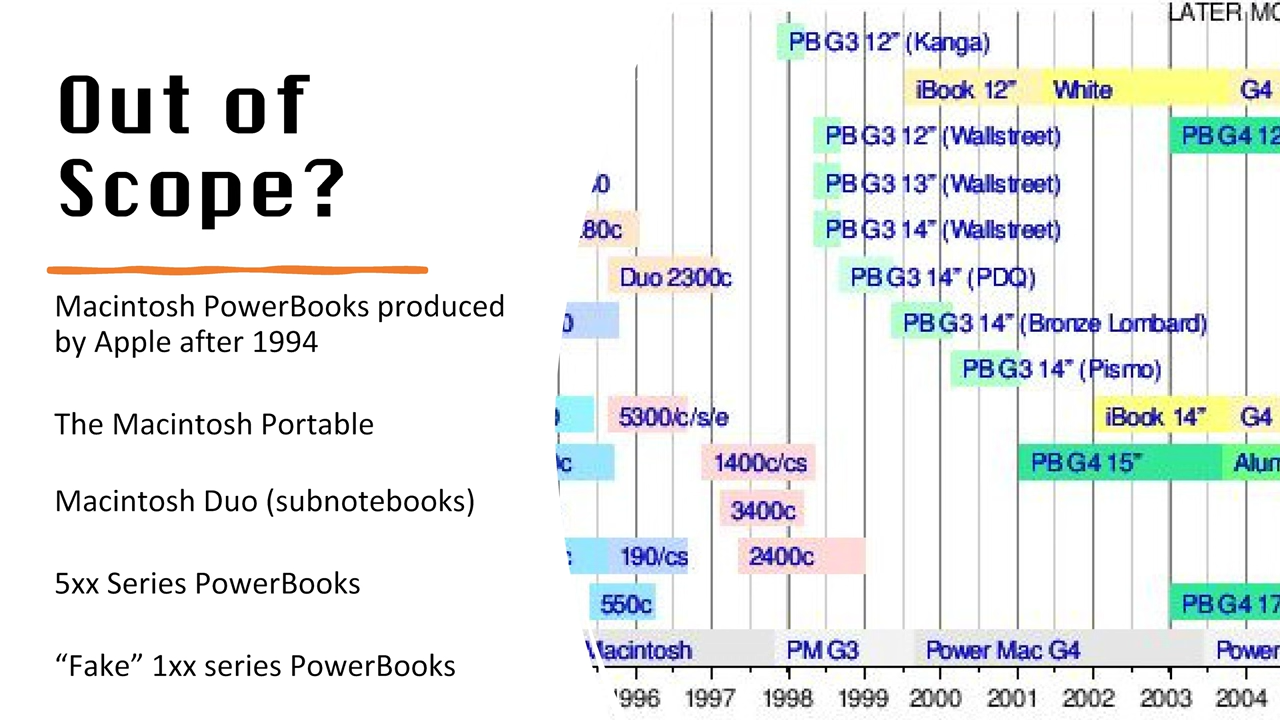 Out of
Scope?
Macintosh PowerBooks produced
by Apple after 1994
The Macintosh Portable
Macintosh Duo (subnotebooks)
5xx Series PowerBooks
“Fake” 1xx series PowerBooks
LATER
PB G3 12” (Kanga)
iBook 12” White G4
PB G3 12” (Wallstreet) PB G4 12
PB G3 13” (Wallstreet)
80c PB G3 14” (Wallstreet)
Duo 2300c PB G3 14” (PDQ)
PB G3 14” (Bronze Lombard)
PB G3 14” (Pismo)
5300/c/s/e iBook 14” G4
1400c/cs PB G4 15”
3400c
190/cs 2400c
550c PB G4 17
Macintosh PM G3 Power Mac G4 Power
1996 1997 1998 1999 2000 2001 2002 2003 2004